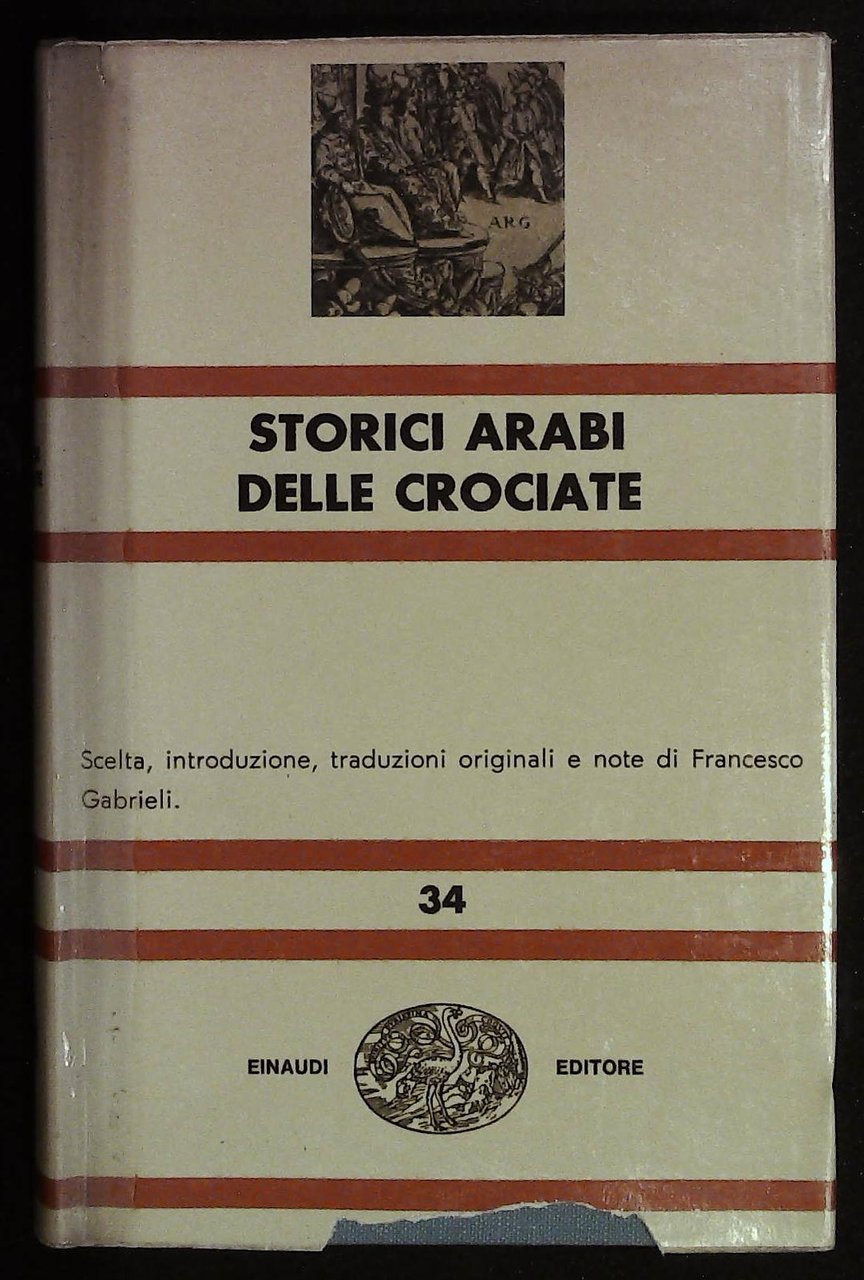 ARG
STORICI ARABI
DELLE CROCIATE
Scelta, introduzione, traduzioni originali e note di Francesco
Gabrieli.
34
EINAUDI
EDITORE